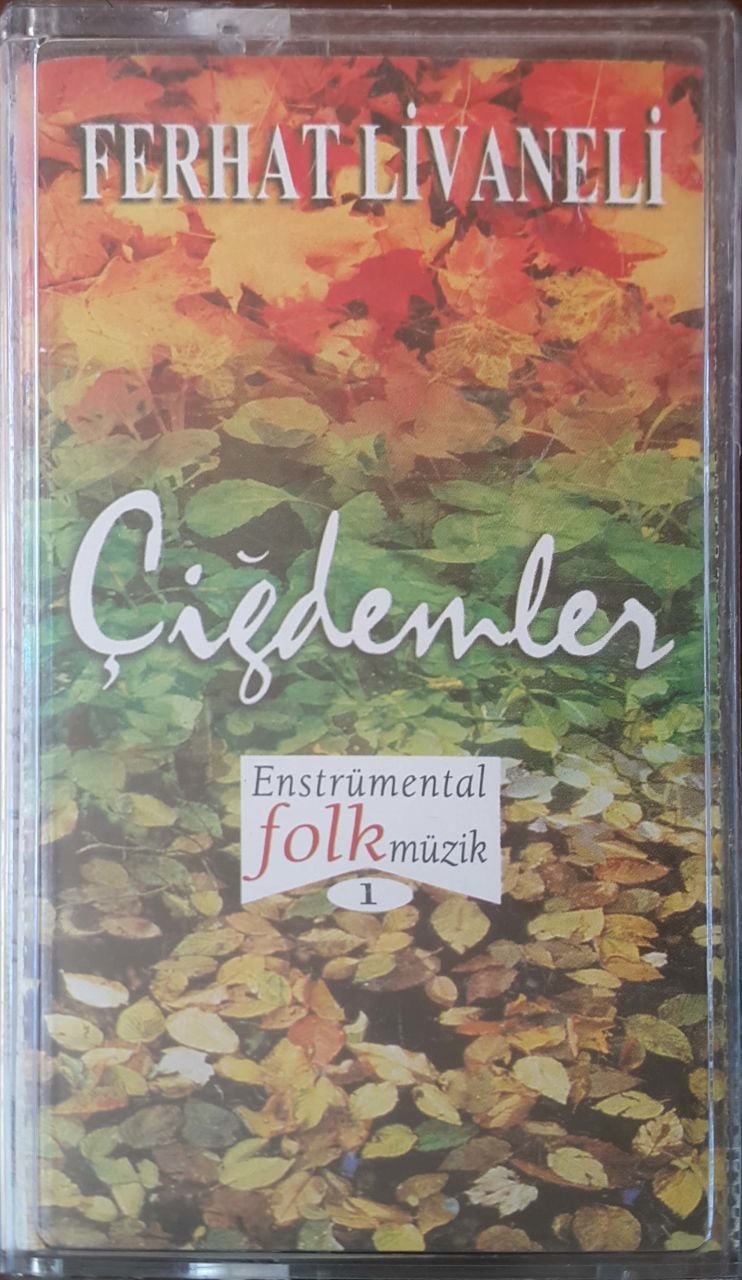 FERHAT LİVANELİ
Çiğdemler
Enstrümental
folk müzik
1